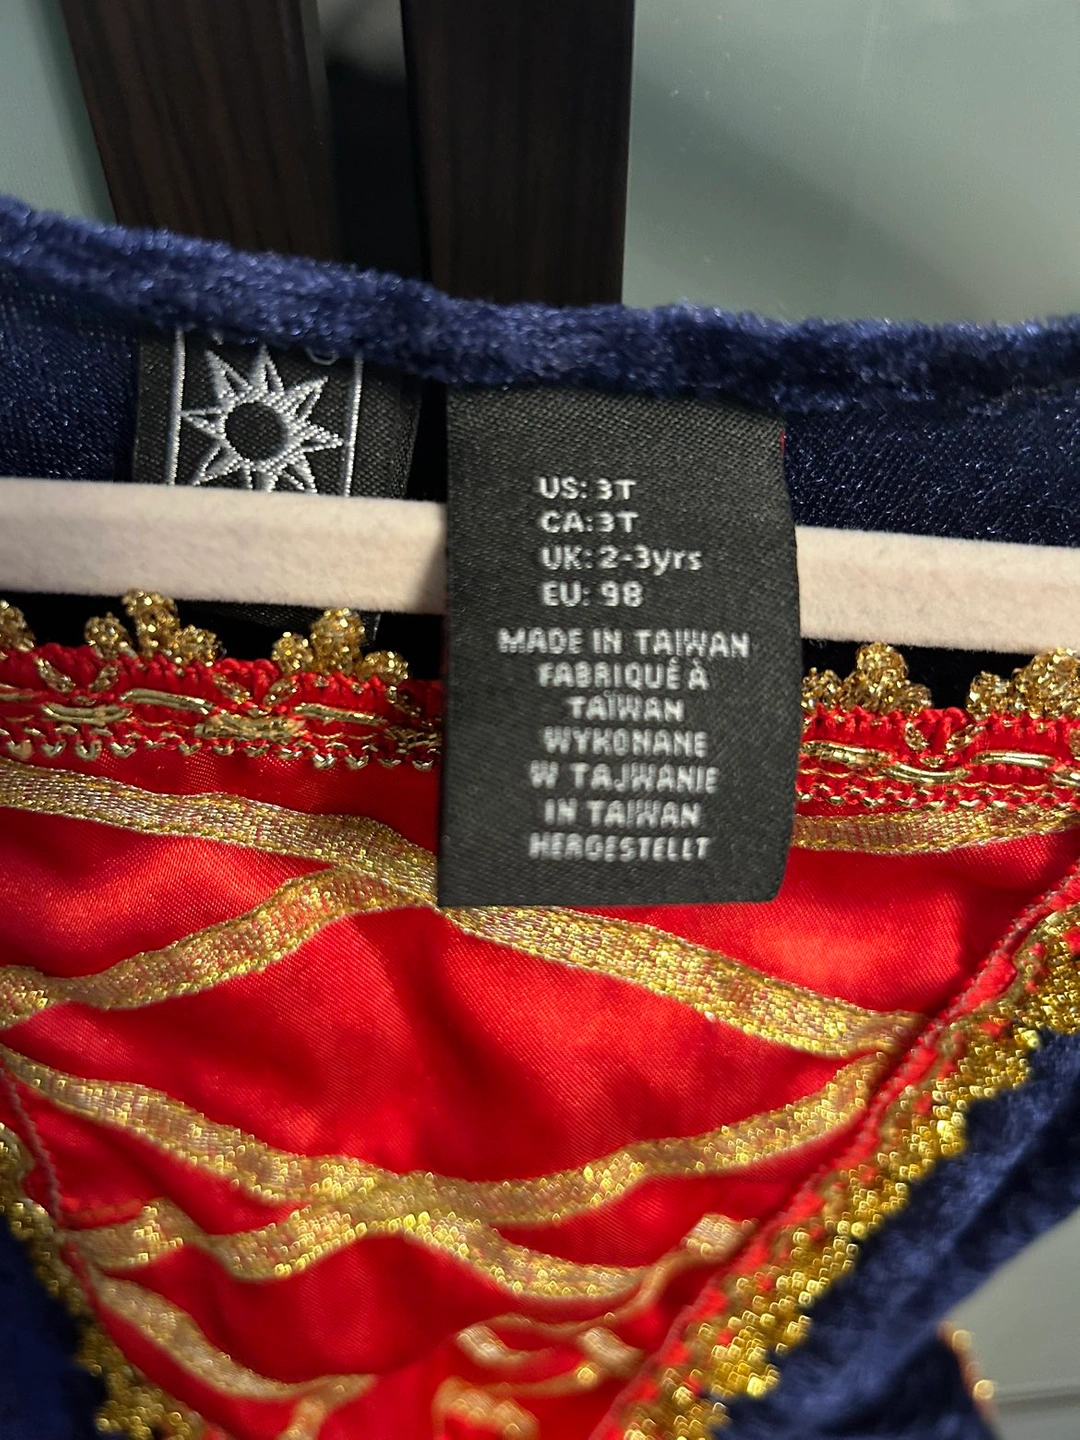 US: 3T
CA: 3T
UK: 2-3yrs
EU: 98
MADE IN TAIWAN
FABRIQUÉ À
TAÏWAN
WYKONANE
W TAJWANIE
IN TAIWAN
HERGESTELLT